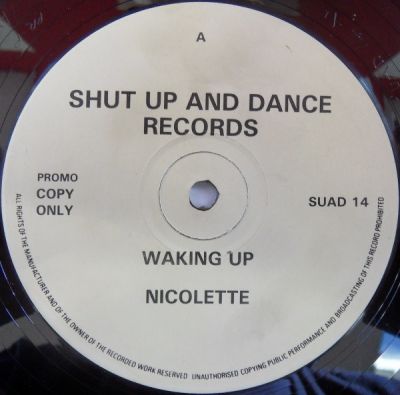 A
SHUT UP AND DANCE
RECORDS
PROMO
COPY
ONLY
SUAD 14
WAKING UP
NICOLETTE
ALL RIGHTS OF THE MANUFACTURER AND OF THE OWNER OF THE RECORDED WORK RESERVED UNAUTHORISED COPYING PUBLIC PERFORMANCE AND BROADCASTING OF THIS RECORD PROHIBITED